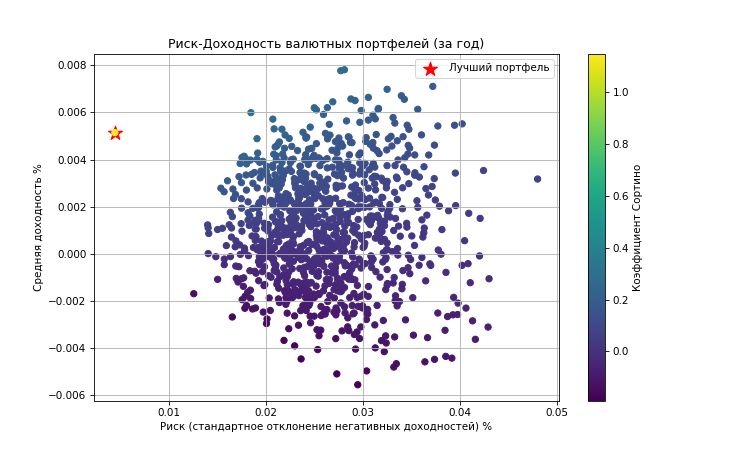 Риск-Доходность валютных портфелей (за год)
Лучший портфель
0.008
0.006
0.004
0.002
0.000
−0.002
−0.004
−0.006
Средняя доходность %
0.01 0.02 0.03 0.04 0.05
Риск (стандартное отклонение негативных доходностей) %
1.0
0.8
0.6
0.4
0.2
0.0
Коэффициент Сортино